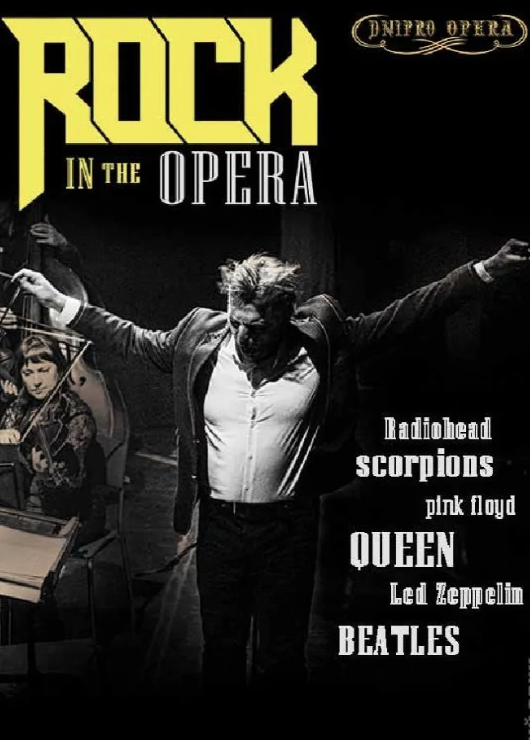 ROCK
DNIPRO OPERA
IN THE OPERA
Radiohead
scorpions
pink floyd
QUEEN
Led Zeppelin
BEATLES